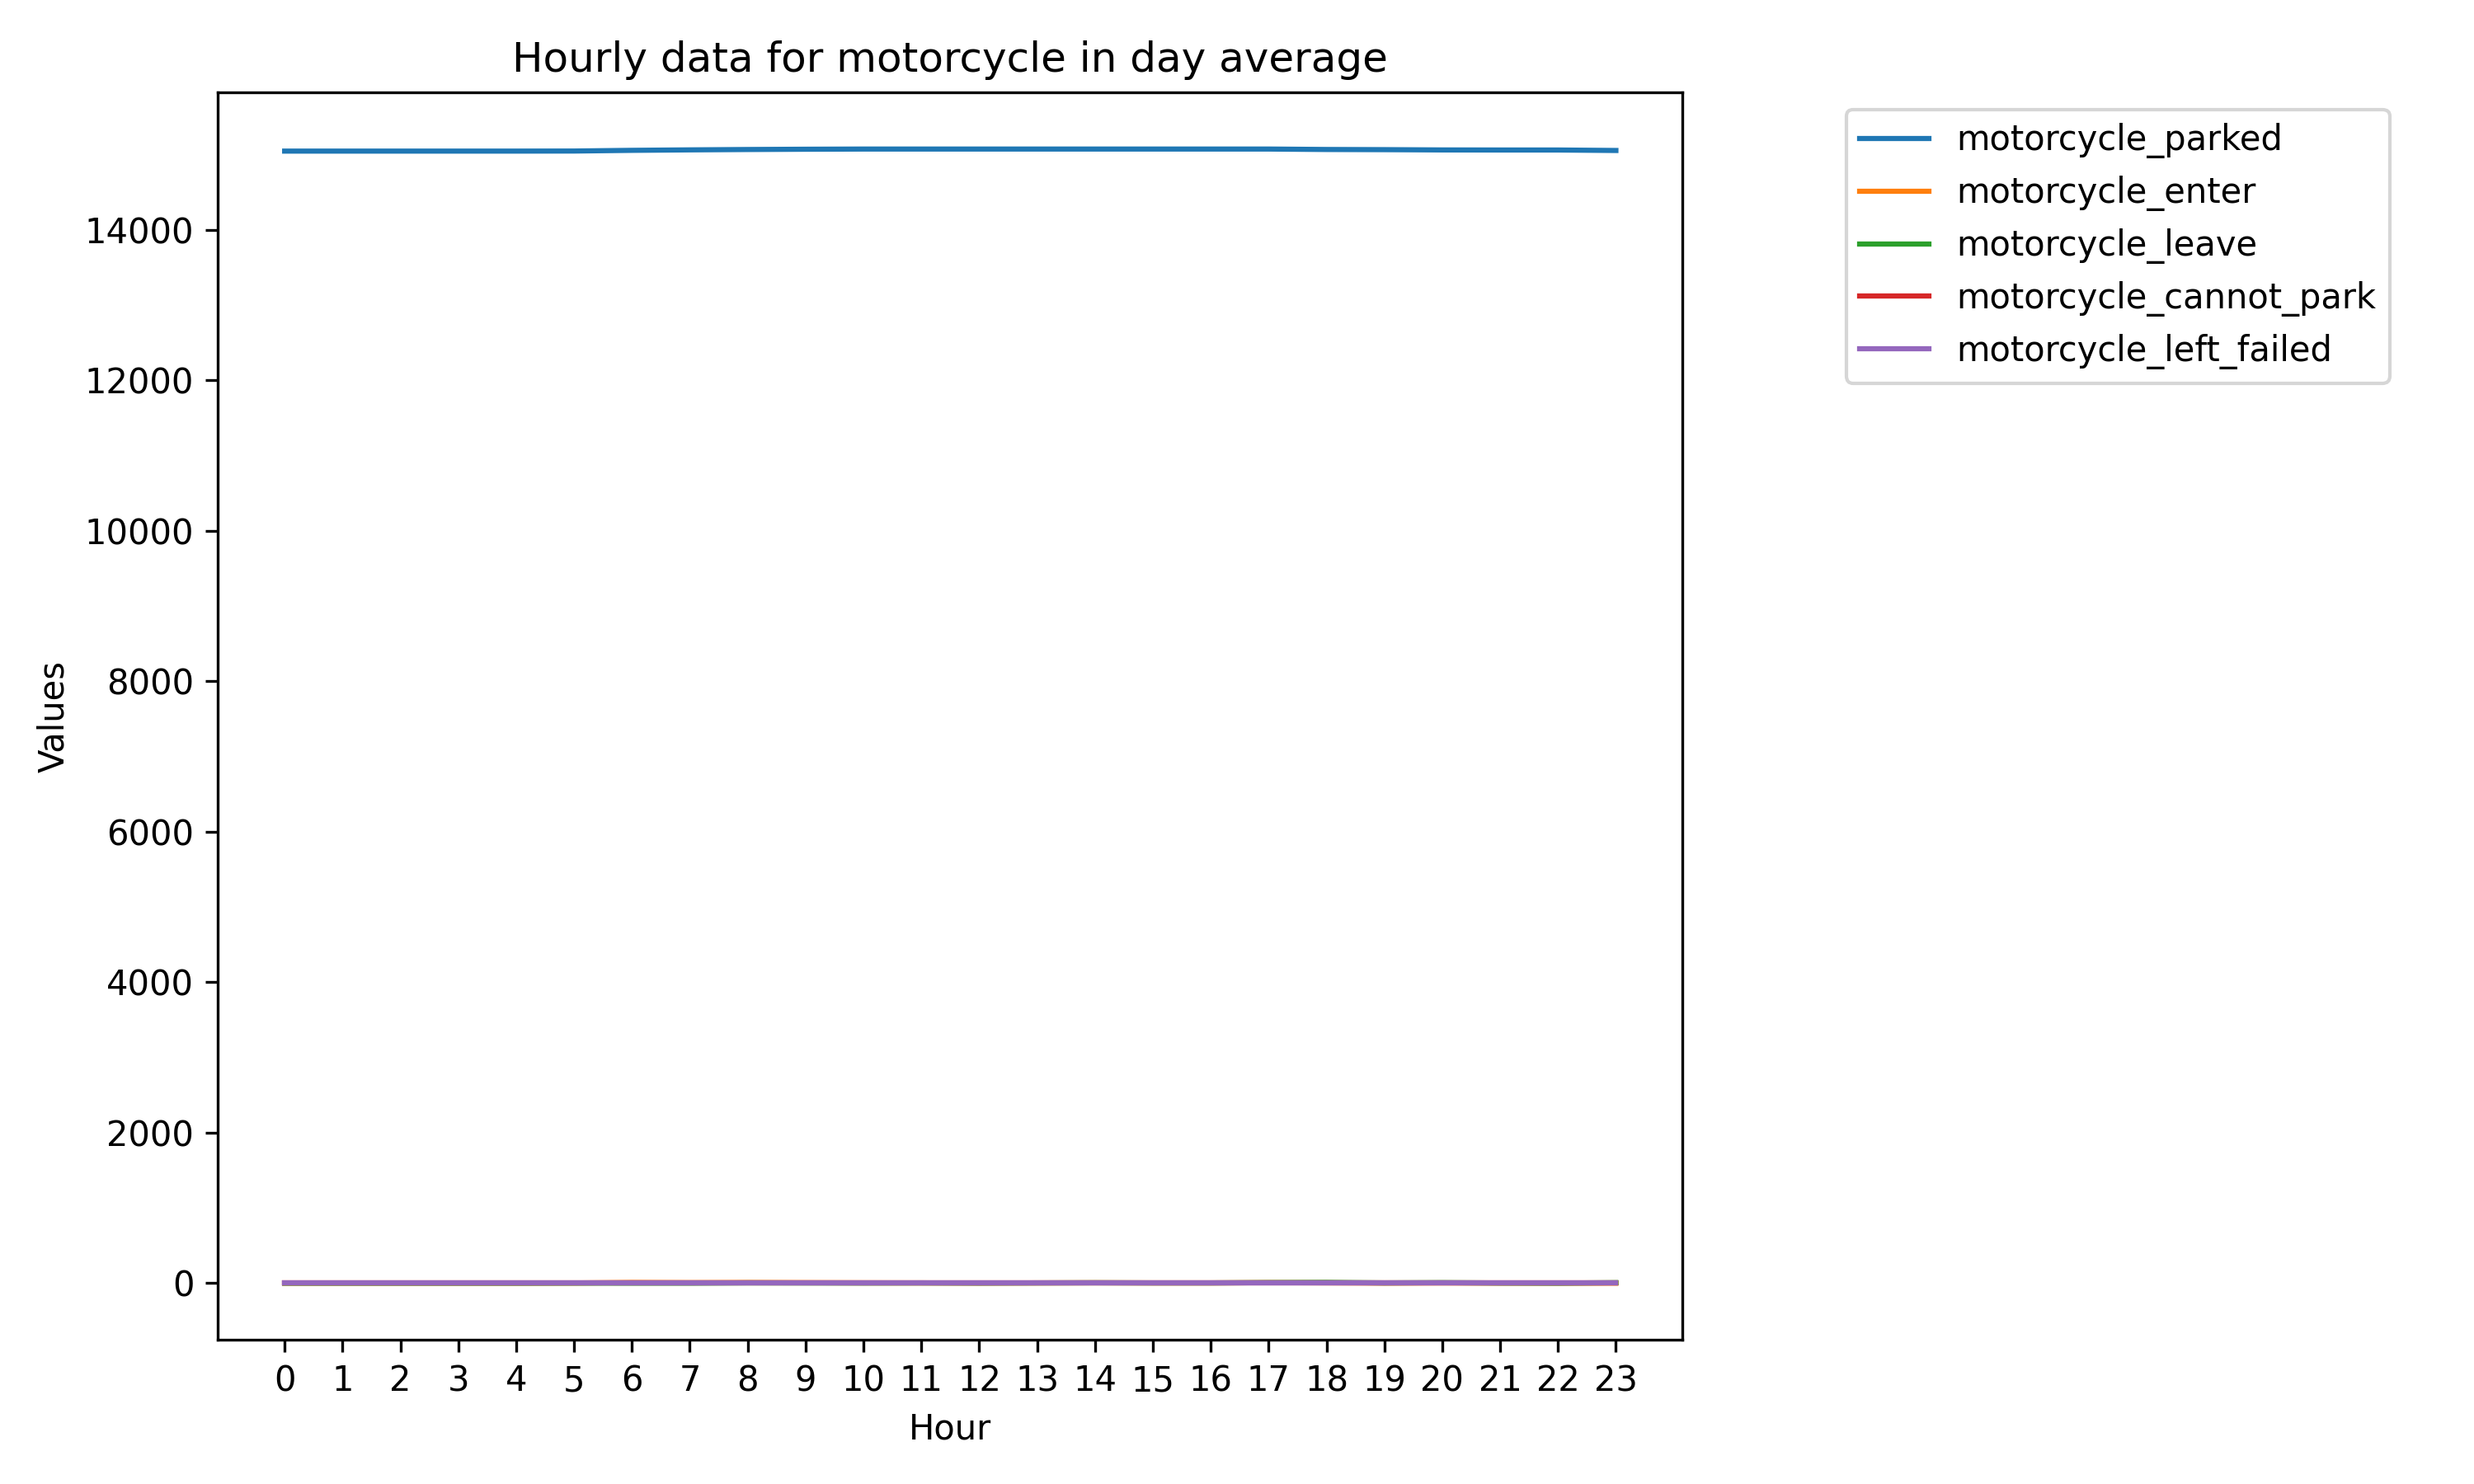 Hourly data for motorcycle in day average
motorcycle_parked
motorcycle_enter
motorcycle_leave
motorcycle_cannot_park
motorcycle_left_failed
14000
12000
10000
8000
6000
4000
2000
0
Values
0 1 2 3 4 5 6 7 8 9 10 11 12 13 14 15 16 17 18 19 20 21 22 23
Hour